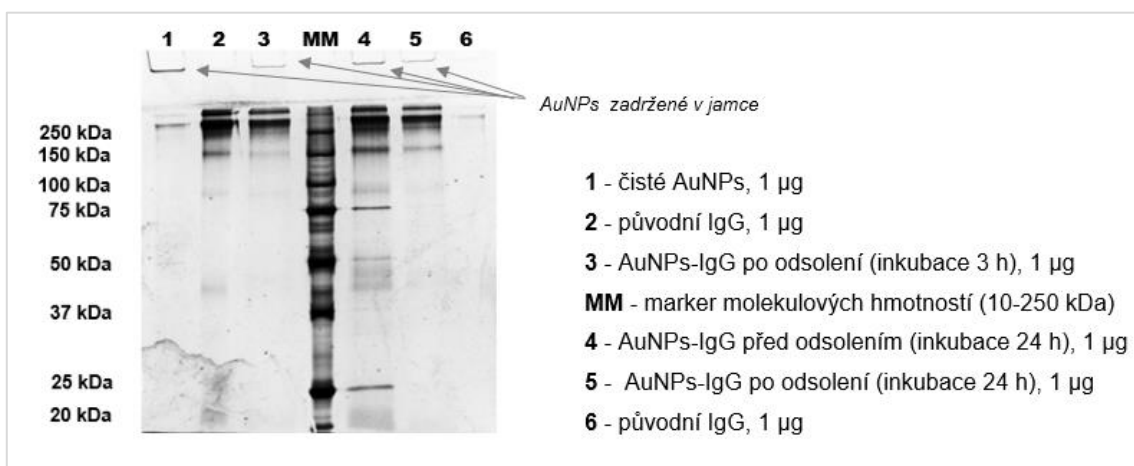 1 2 3 MM 4 5 6
AuNPs zadržené v jamce
250 kDa
150 kDa
100 kDa
75 kDa
50 kDa
37 kDa
25 kDa
20 kDa
1 - čisté AuNPs, 1 µg
2 - původní IgG, 1 µg
3 - AuNPs-IgG po odsolení (inkubace 3 h), 1 µg
MM - marker molekulových hmotností (10-250 kDa)
4 - AuNPs-IgG před odsolením (inkubace 24 h), 1 µg
5 - AuNPs-IgG po odsolení (inkubace 24 h), 1 µg
6 - původní IgG, 1 µg